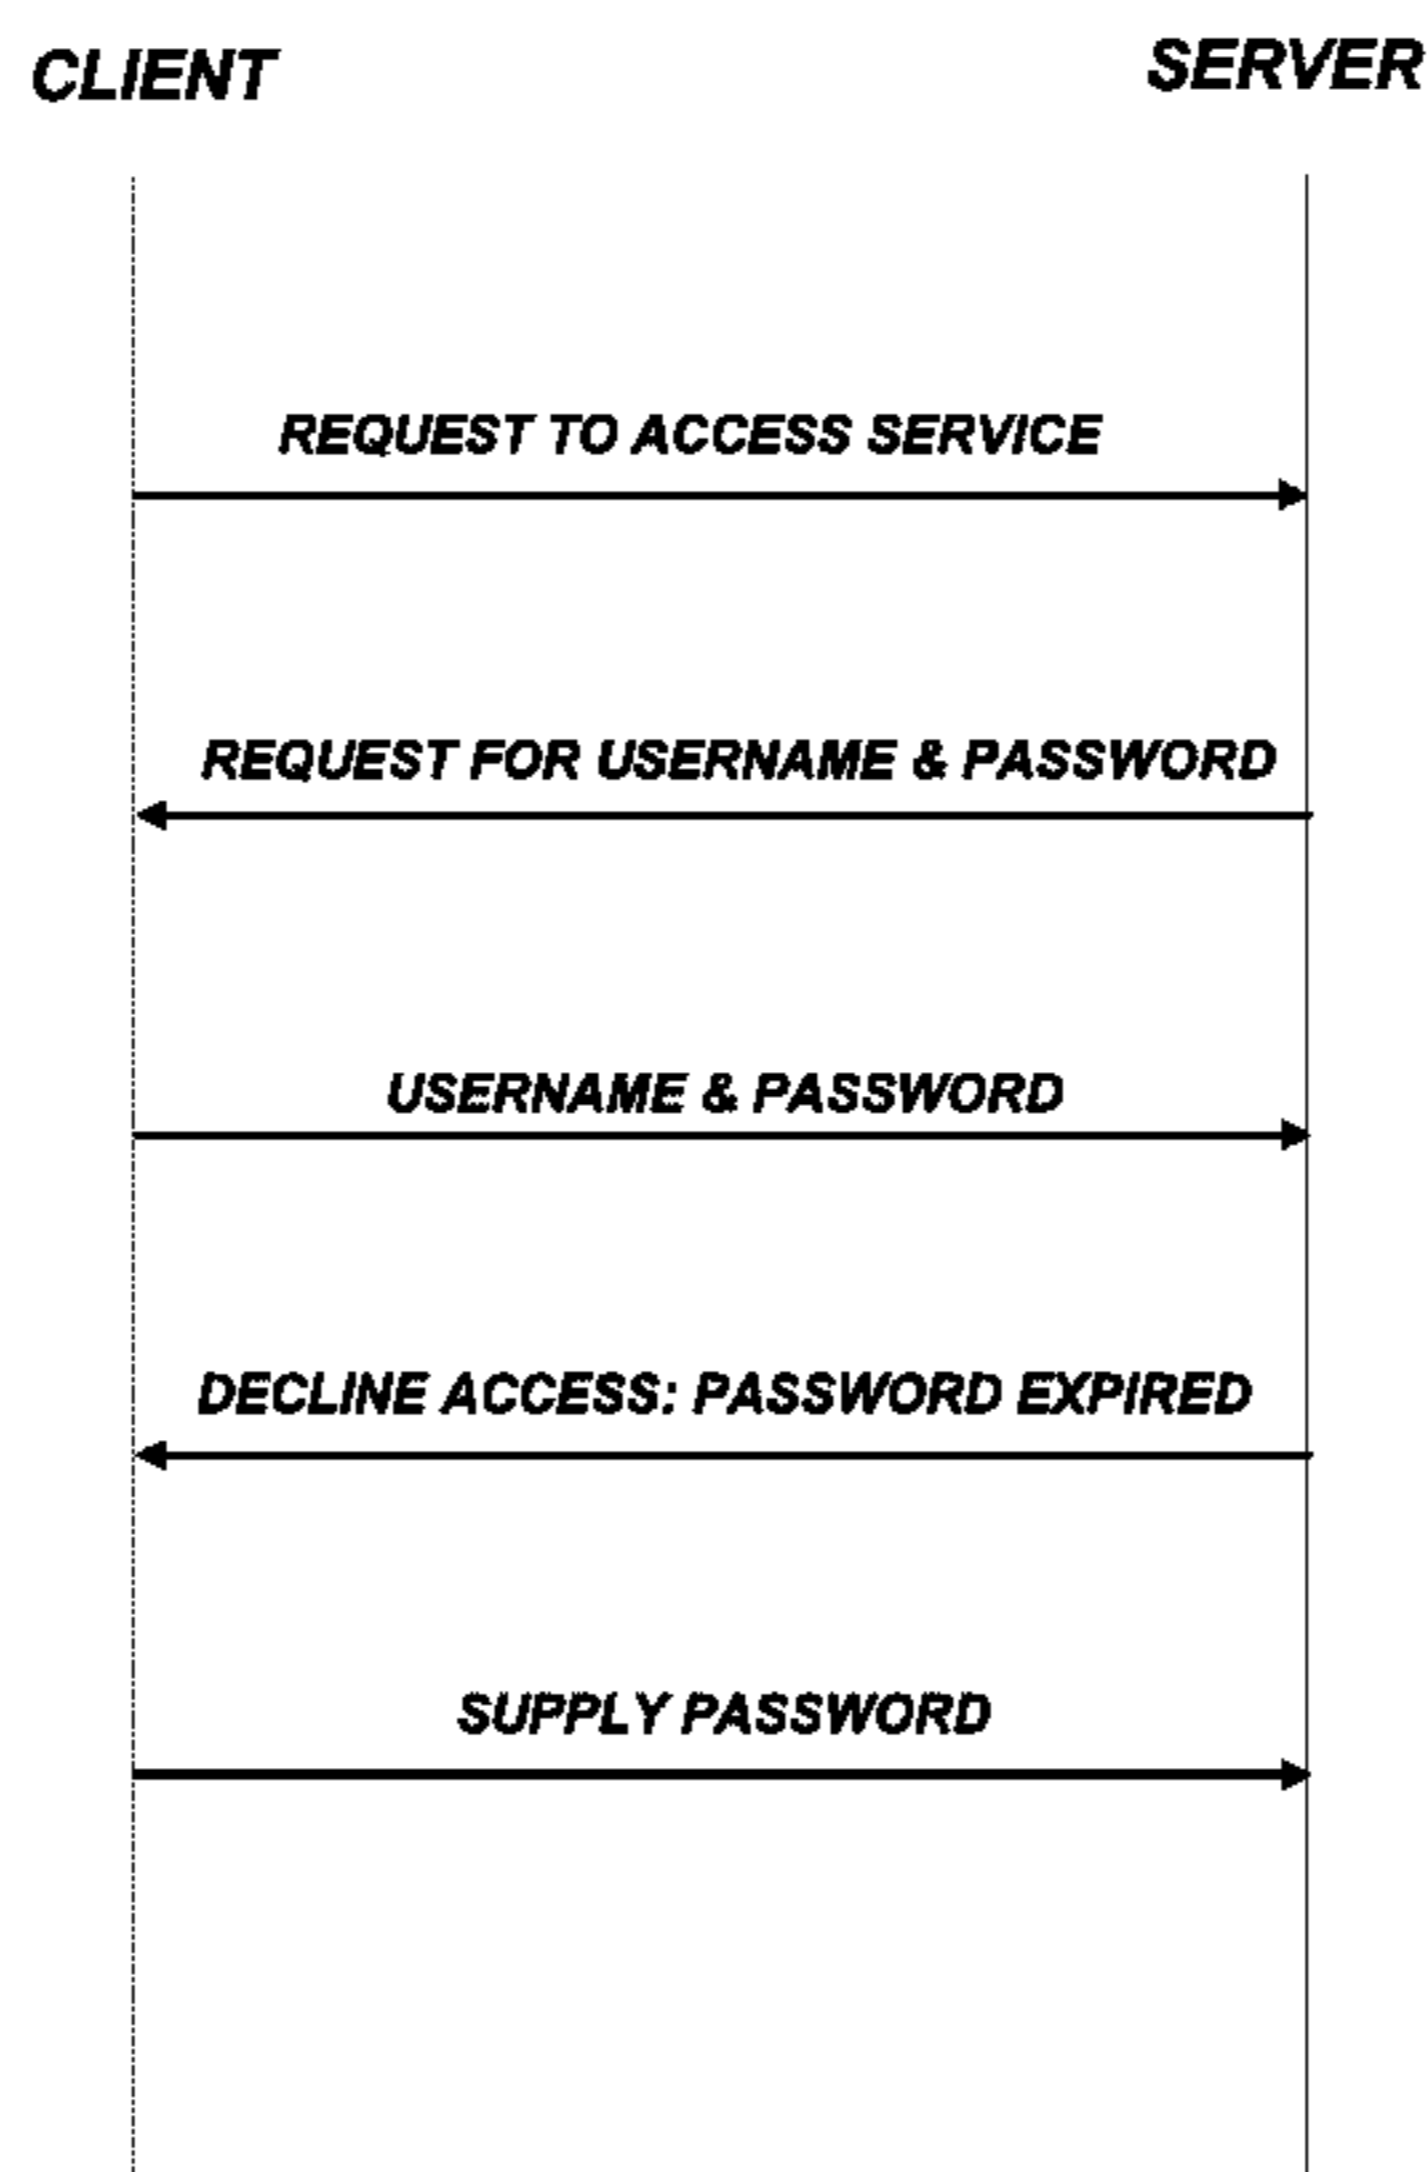 CLIENT
SERVER
REQUEST TO ACCESS SERVICE
REQUEST FOR USERNAME & PASSWORD
USERNAME & PASSWORD
DECLINE ACCESS: PASSWORD EXPIRED
SUPPLY PASSWORD